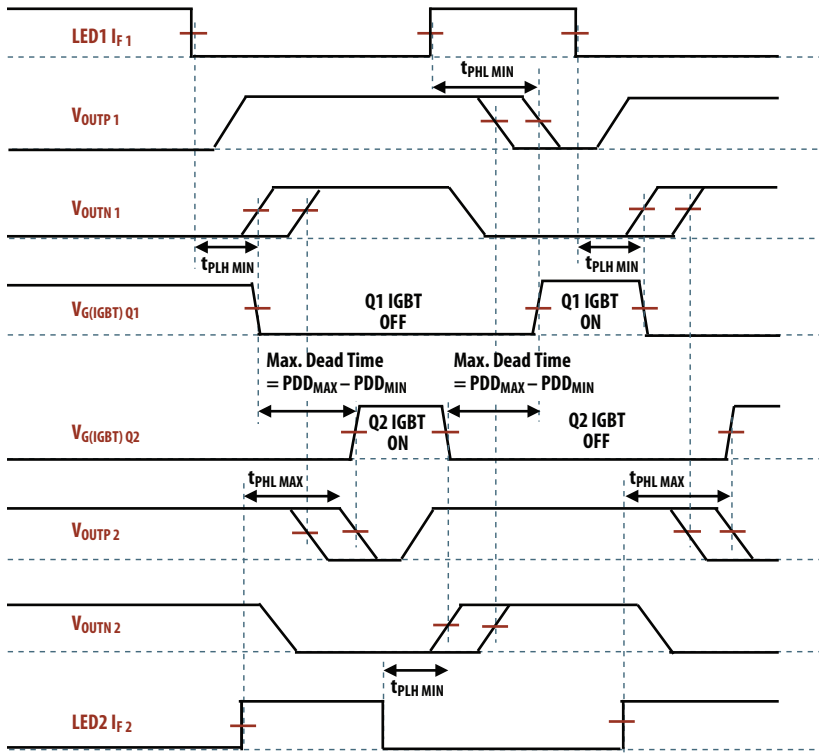 LED1 IF 1
tPHL MIN
VOUTP 1
VOUTN 1
tPLH MIN
tPLH MIN
VG(IGBT) Q1
Q1 IGBT
OFF
Q1 IGBT
ON
Max. Dead Time
= PDDMAX – PDDMIN
Max. Dead Time
= PDDMAX – PDDMIN
VG(IGBT) Q2
Q2 IGBT
ON
Q2 IGBT
OFF
tPHL MAX
tPHL MAX
VOUTP 2
VOUTN 2
tPLH MIN
LED2 IF 2